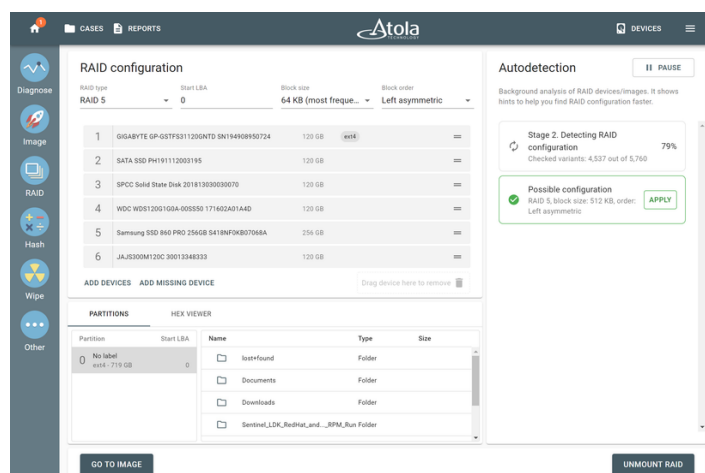 1
CASES
REPORTS
Atola
TECHNOLOGY
DEVICES
Diagnose
Image
RAID
Hash
Wipe
Other
RAID configuration
RAID type
Start LBA
Block size
Block order
RAID 5
0
64 KB (most freque...
Left asymmetric
1 GIGABYTE GP-GSTFS31120GNTD SN194908950724 120 GB ext4
2 SATA SSD PH191112003195 120 GB
3 SPCC Solid State Disk 201813030030070 120 GB
4 WDC WDS120G1G0A-00SS50 171602A01A4D 120 GB
5 Samsung SSD 860 PRO 256GB S418NF0KB07068A 256 GB
6 JAJS300M120C 30013348333 120 GB
ADD DEVICES
ADD MISSING DEVICE
Drag device here to remove
PARTITIONS
HEX VIEWER
Partition
Start LBA
0 No label
ext4 - 719 GB 0
Name
Type
Size
lost+found Folder
Documents Folder
Downloads Folder
Sentinel_LDK_RedHat_and..._RPM_Run Folder
GO TO IMAGE
Autodetection
PAUSE
Background analysis of RAID devices/images. It shows
hints to help you find RAID configuration faster.
Stage 2. Detecting RAID
configuration
79%
Checked variants: 4,537 out of 5,760
Possible configuration
RAID 5, block size: 512 KB, order:
Left asymmetric
APPLY
UNMOUNT RAID